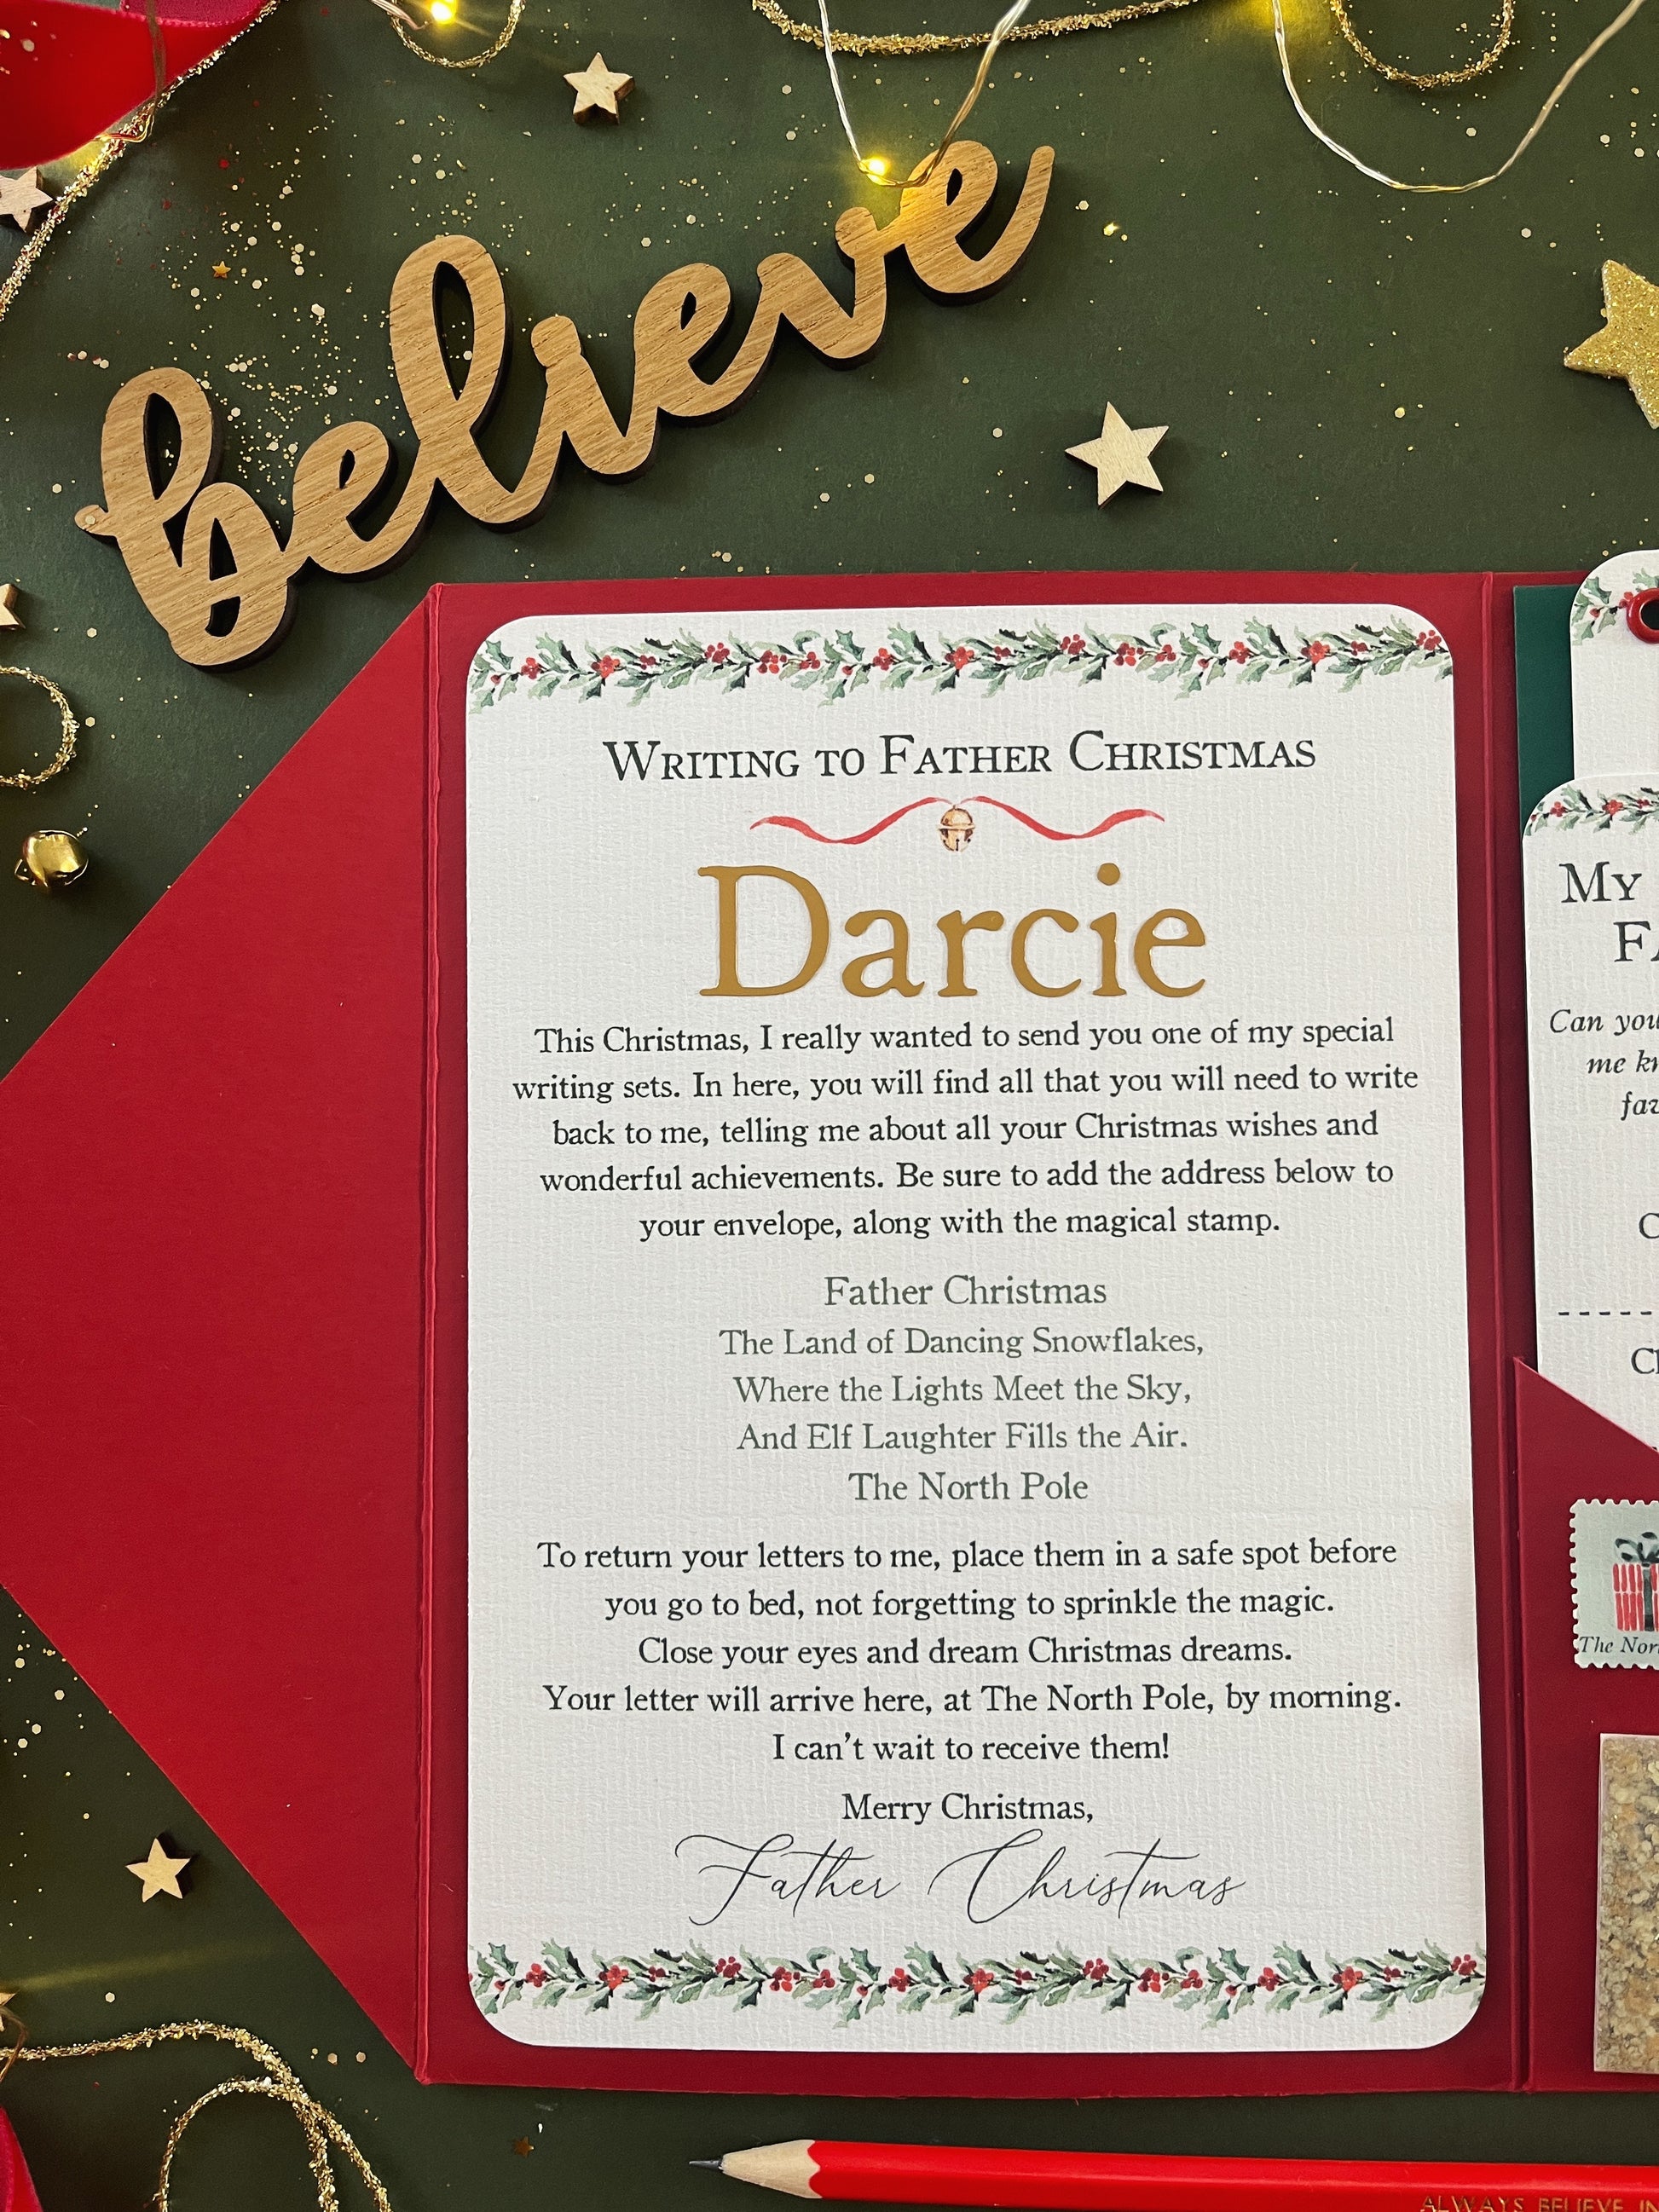 believe
WRITING TO FATHER CHRISTMAS
Darcie
This Christmas, I really wanted to send you one of my special
writing sets. In here, you will find all that you will need to write
back to me, telling me about all your Christmas wishes and
wonderful achievements. Be sure to add the address below to
your envelope, along with the magical stamp.
Father Christmas
The Land of Dancing Snowflakes,
Where the Lights Meet the Sky,
And Elf Laughter Fills the Air.
The North Pole
To return your letters to me, place them in a safe spot before
you go to bed, not forgetting to sprinkle the magic.
Close your eyes and dream Christmas dreams.
Your letter will arrive here, at The North Pole, by morning.
I can't wait to receive them!
Merry Christmas,
Father Christmas
MY
Can you
me
The
ALWAYS BELIEVE IN